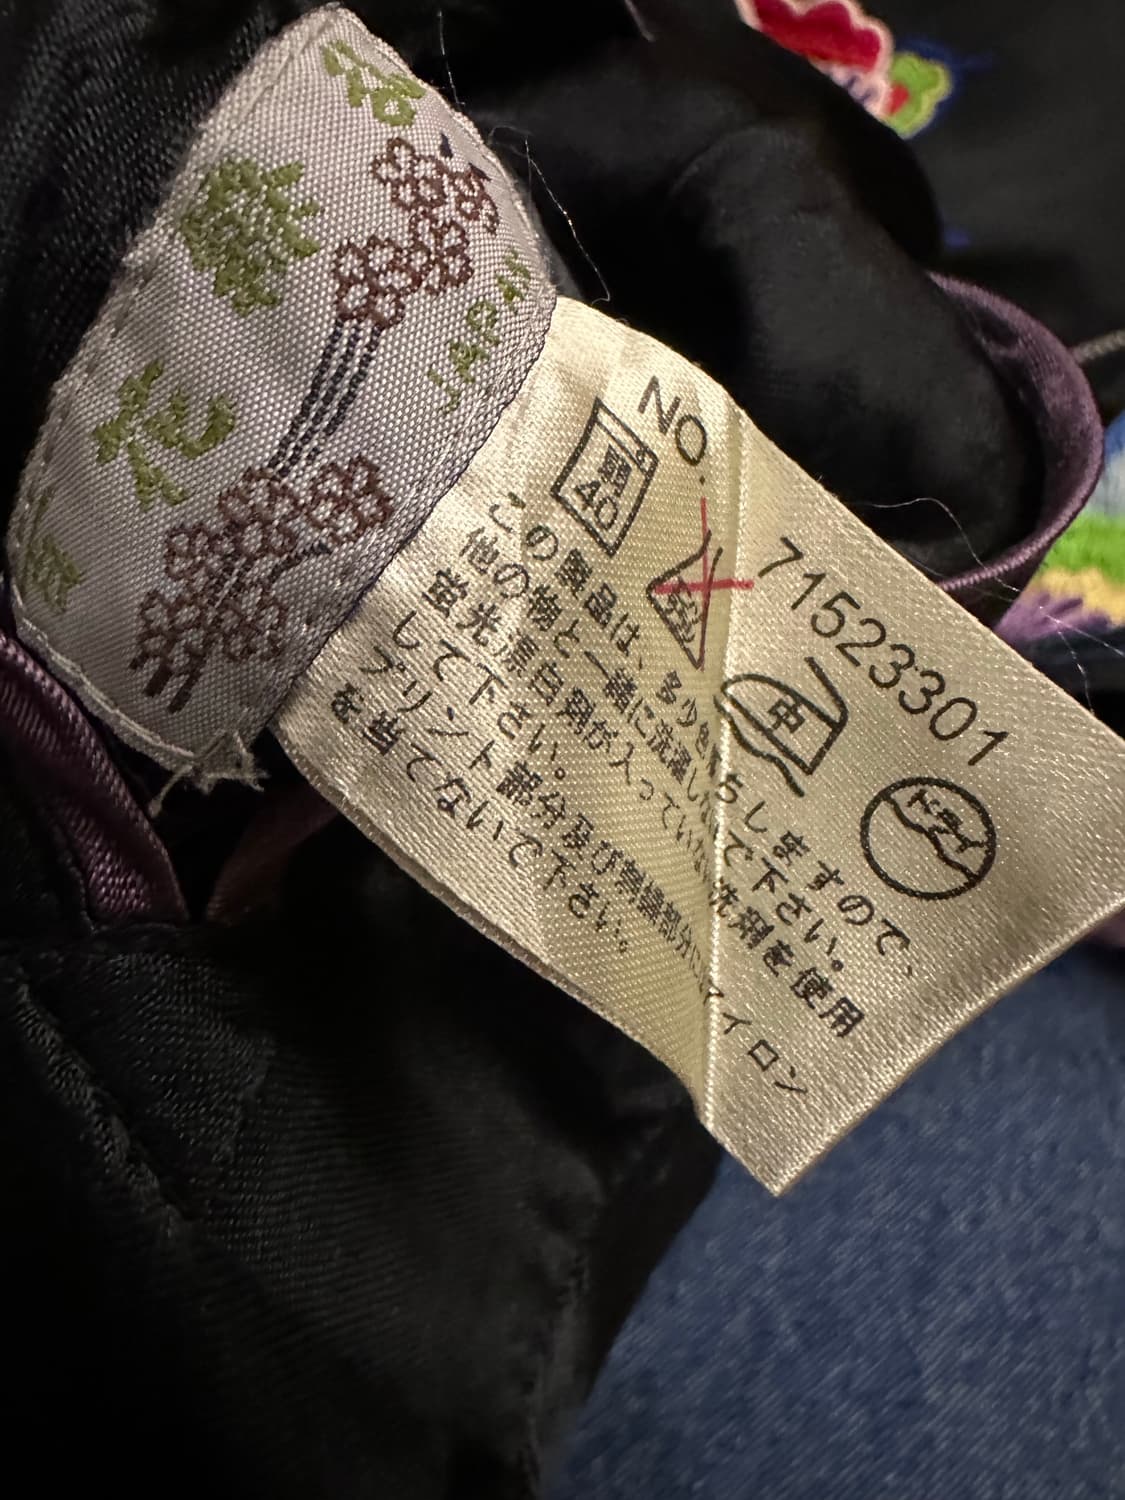 花
JAPAN
NO. 71523301
40
中
ドライ
この製品は、多少色落ちしますので、
他の物と一緒に洗濯しないで下さい。
蛍光漂白剤が入っていない洗剤を使用
して下さい。
プリント部分及び刺繍部分にアイロン
を当てないで下さい。